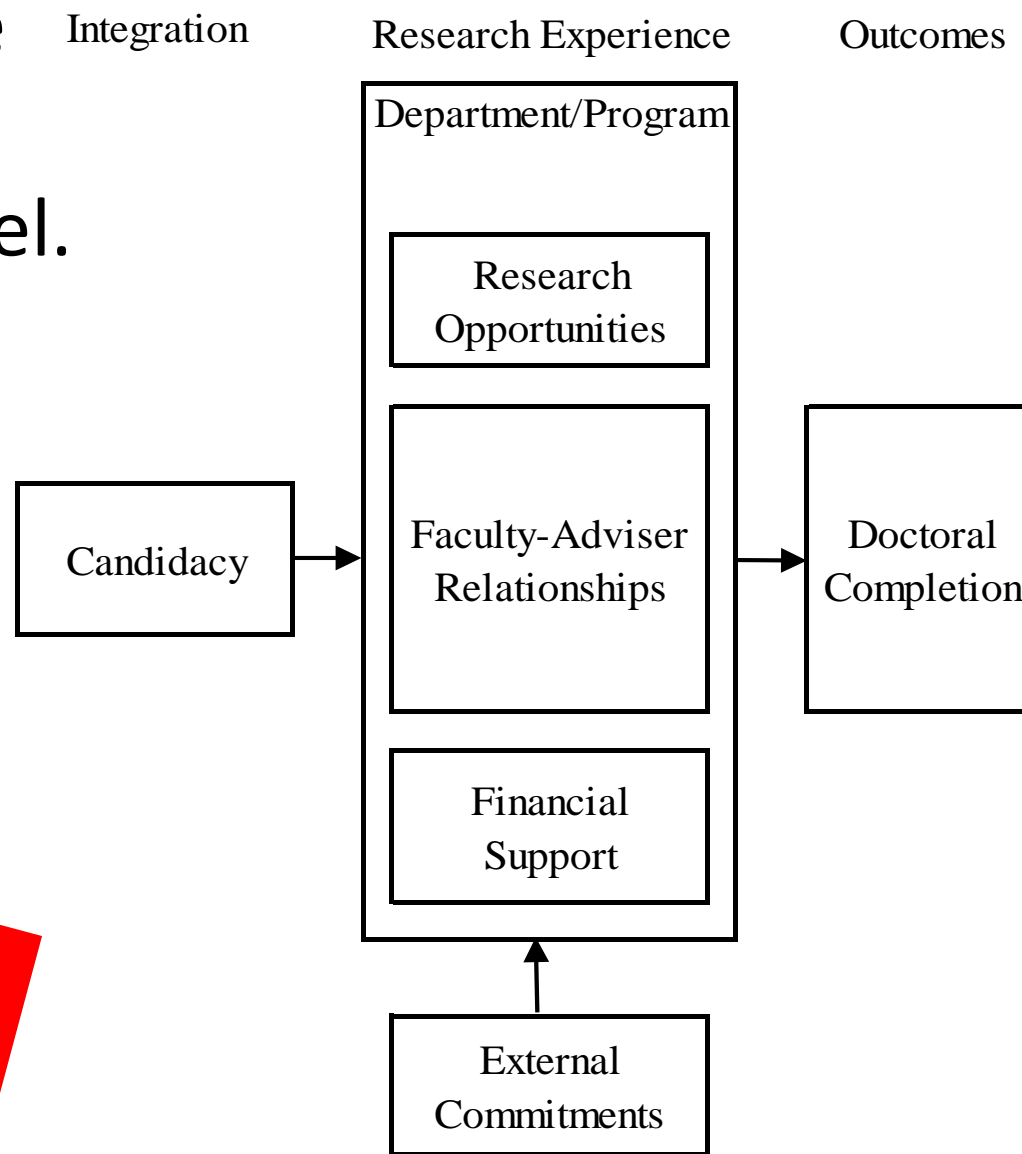 Integration
Research Experience
Outcomes
Department/Program
el.
Research
Opportunities
Candidacy
Faculty-Adviser
Relationships
Doctoral
Completion
Financial
Support
External
Commitments